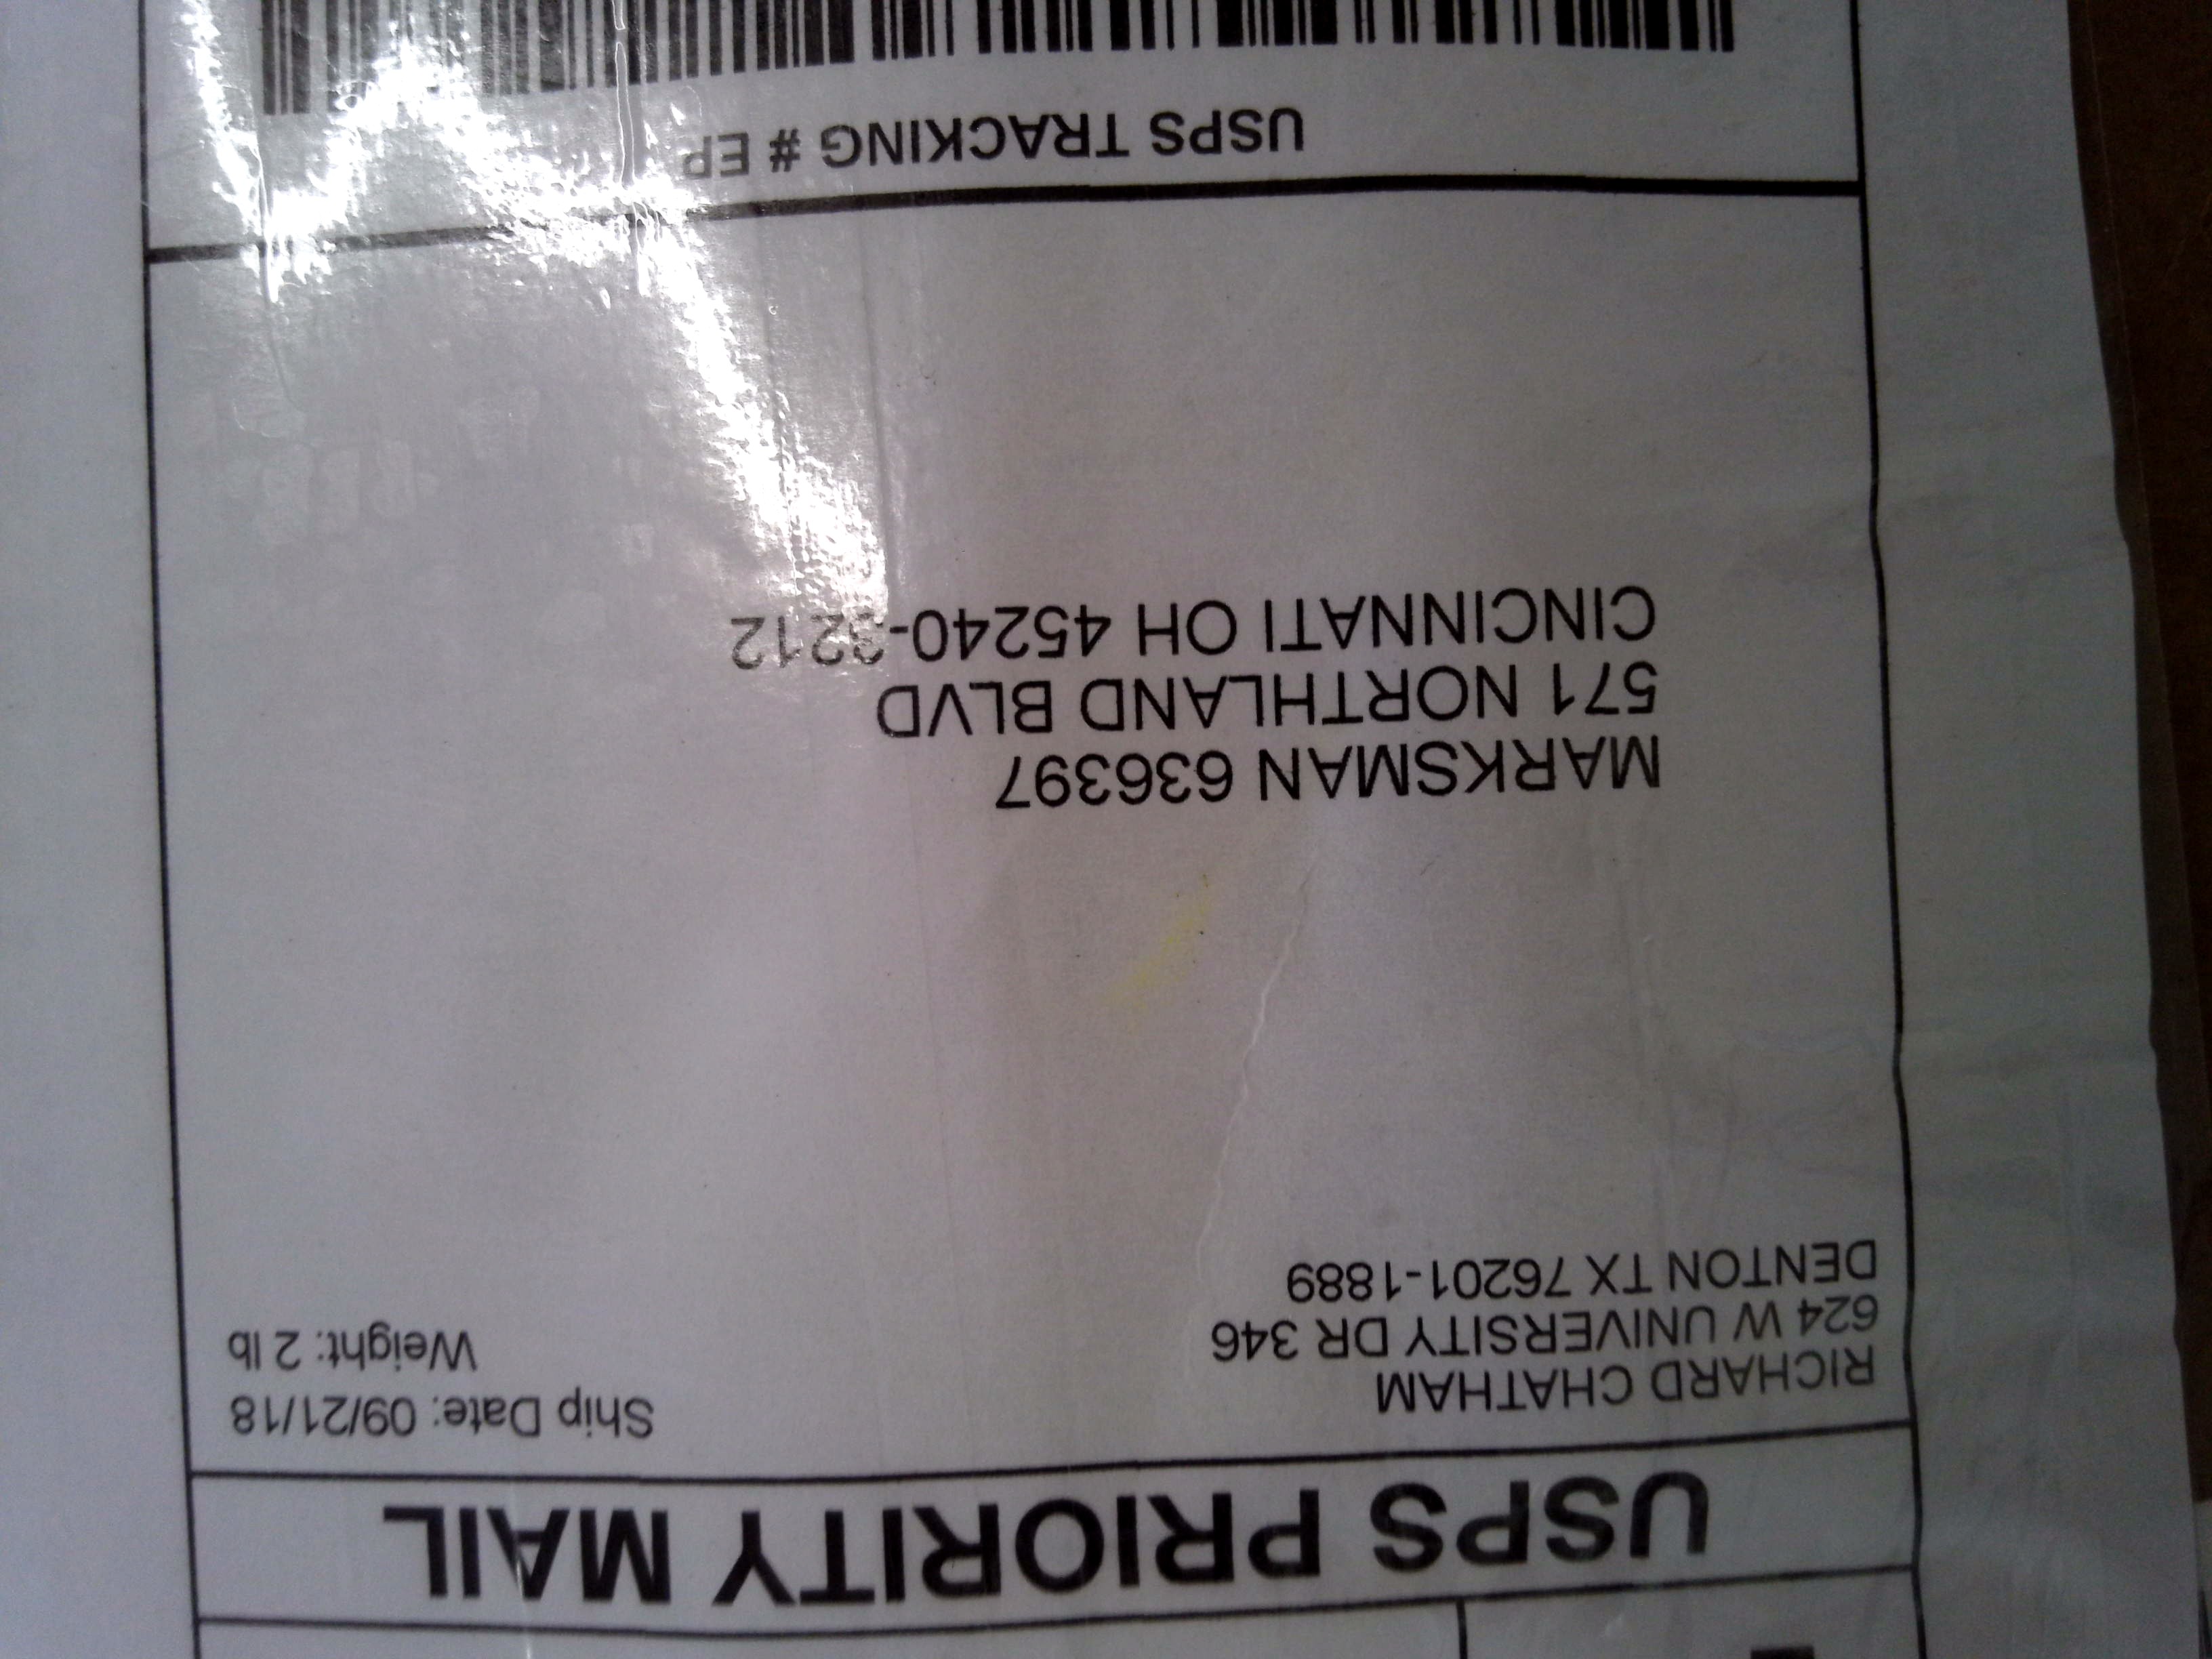 USPS PRIORITY MAIL
RICHARD CHATHAM
624 W UNIVERSITY DR 346
DENTON TX 76201-1889
Ship Date: 09/21/18
Weight: 2 lb
MARKSMAN 636397
571 NORTHLAND BLVD
CINCINNATI OH 45240-3212
USPS TRACKING # EP